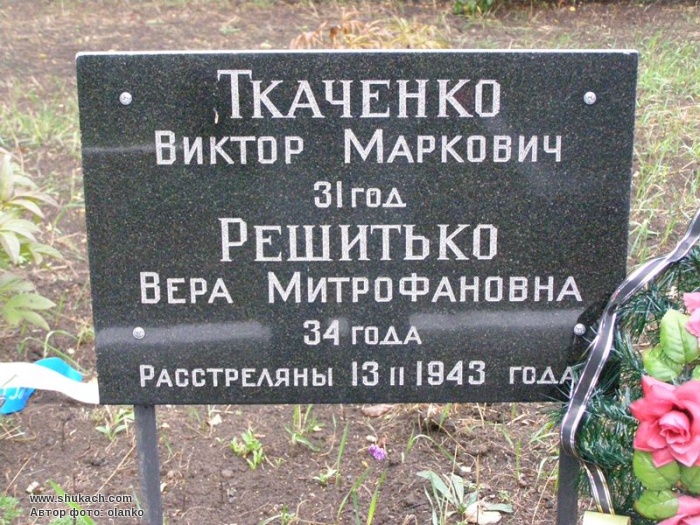 Ткаченко
Виктор Маркович
31 год
Решитько
Вера Митрофановна
34 года
Расстреляны 13 II 1943 года
www.shukach.com
Автор фото: olanko